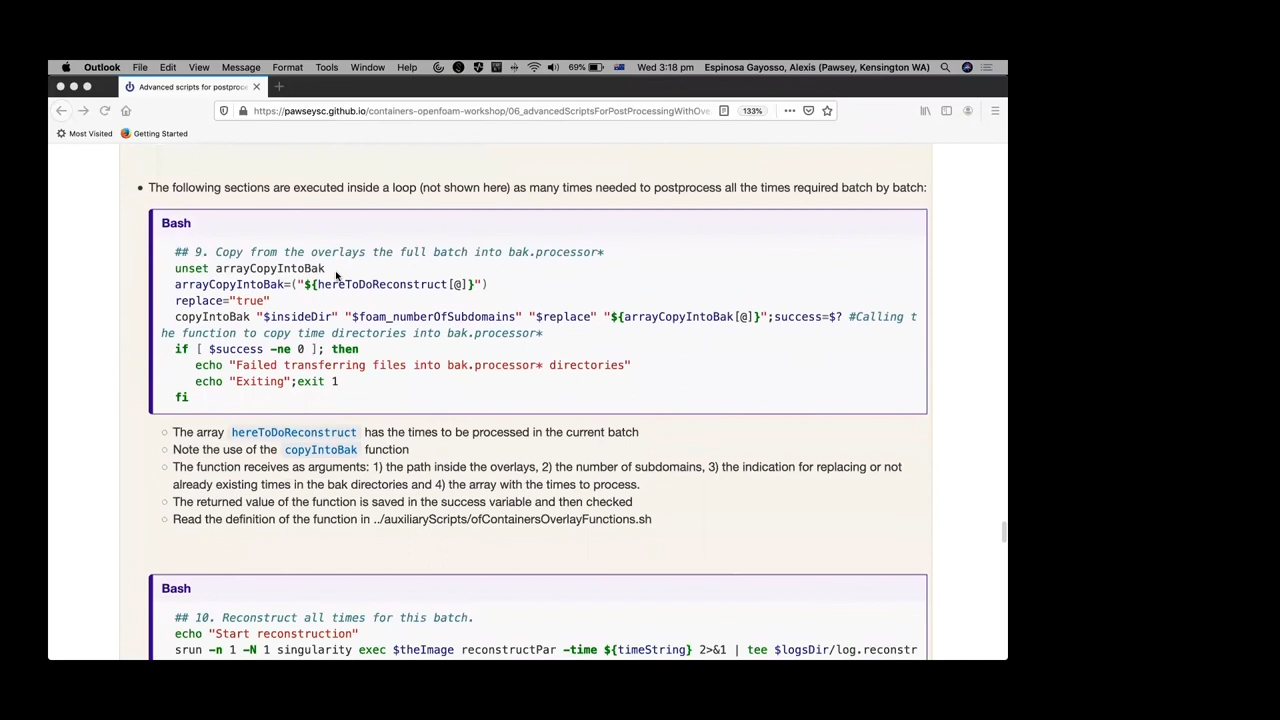 Outlook File Edit View Message Format Tools Window Help 69% Wed 3:18 pm Espinosa Gayosso, Alexis (Pawsey, Kensington WA)
Advanced scripts for postproce
https://pawseysc.github.io/containers-openfoam-workshop/06_advancedScriptsForPostProcessingWithOve 133%
Most Visited Getting Started
• The following sections are executed inside a loop (not shown here) as many times needed to postprocess all the times required batch by batch:
Bash
## 9. Copy from the overlays the full batch into bak.processor*
unset arrayCopyIntoBak
arrayCopyIntoBak=("${hereToDoReconstruct[@]}")
replace="true"
copyIntoBak "$insideDir" "$foam_numberOfSubdomains" "$replace" "${arrayCopyIntoBak[@]}";success=$? #Calling t
he function to copy time directories into bak.processor*
if [ $success -ne 0 ]; then
echo "Failed transferring files into bak.processor* directories"
echo "Exiting";exit 1
fi
○ The array hereToDoReconstruct has the times to be processed in the current batch
○ Note the use of the copyIntoBak function
○ The function receives as arguments: 1) the path inside the overlays, 2) the number of subdomains, 3) the indication for replacing or not
already existing times in the bak directories and 4) the array with the times to process.
○ The returned value of the function is saved in the success variable and then checked
○ Read the definition of the function in ../auxiliaryScripts/ofContainersOverlayFunctions.sh
Bash
## 10. Reconstruct all times for this batch.
echo "Start reconstruction"
srun -n 1 -N 1 singularity exec $theImage reconstructPar -time ${timeString} 2>&1 | tee $logsDir/log.reconstr